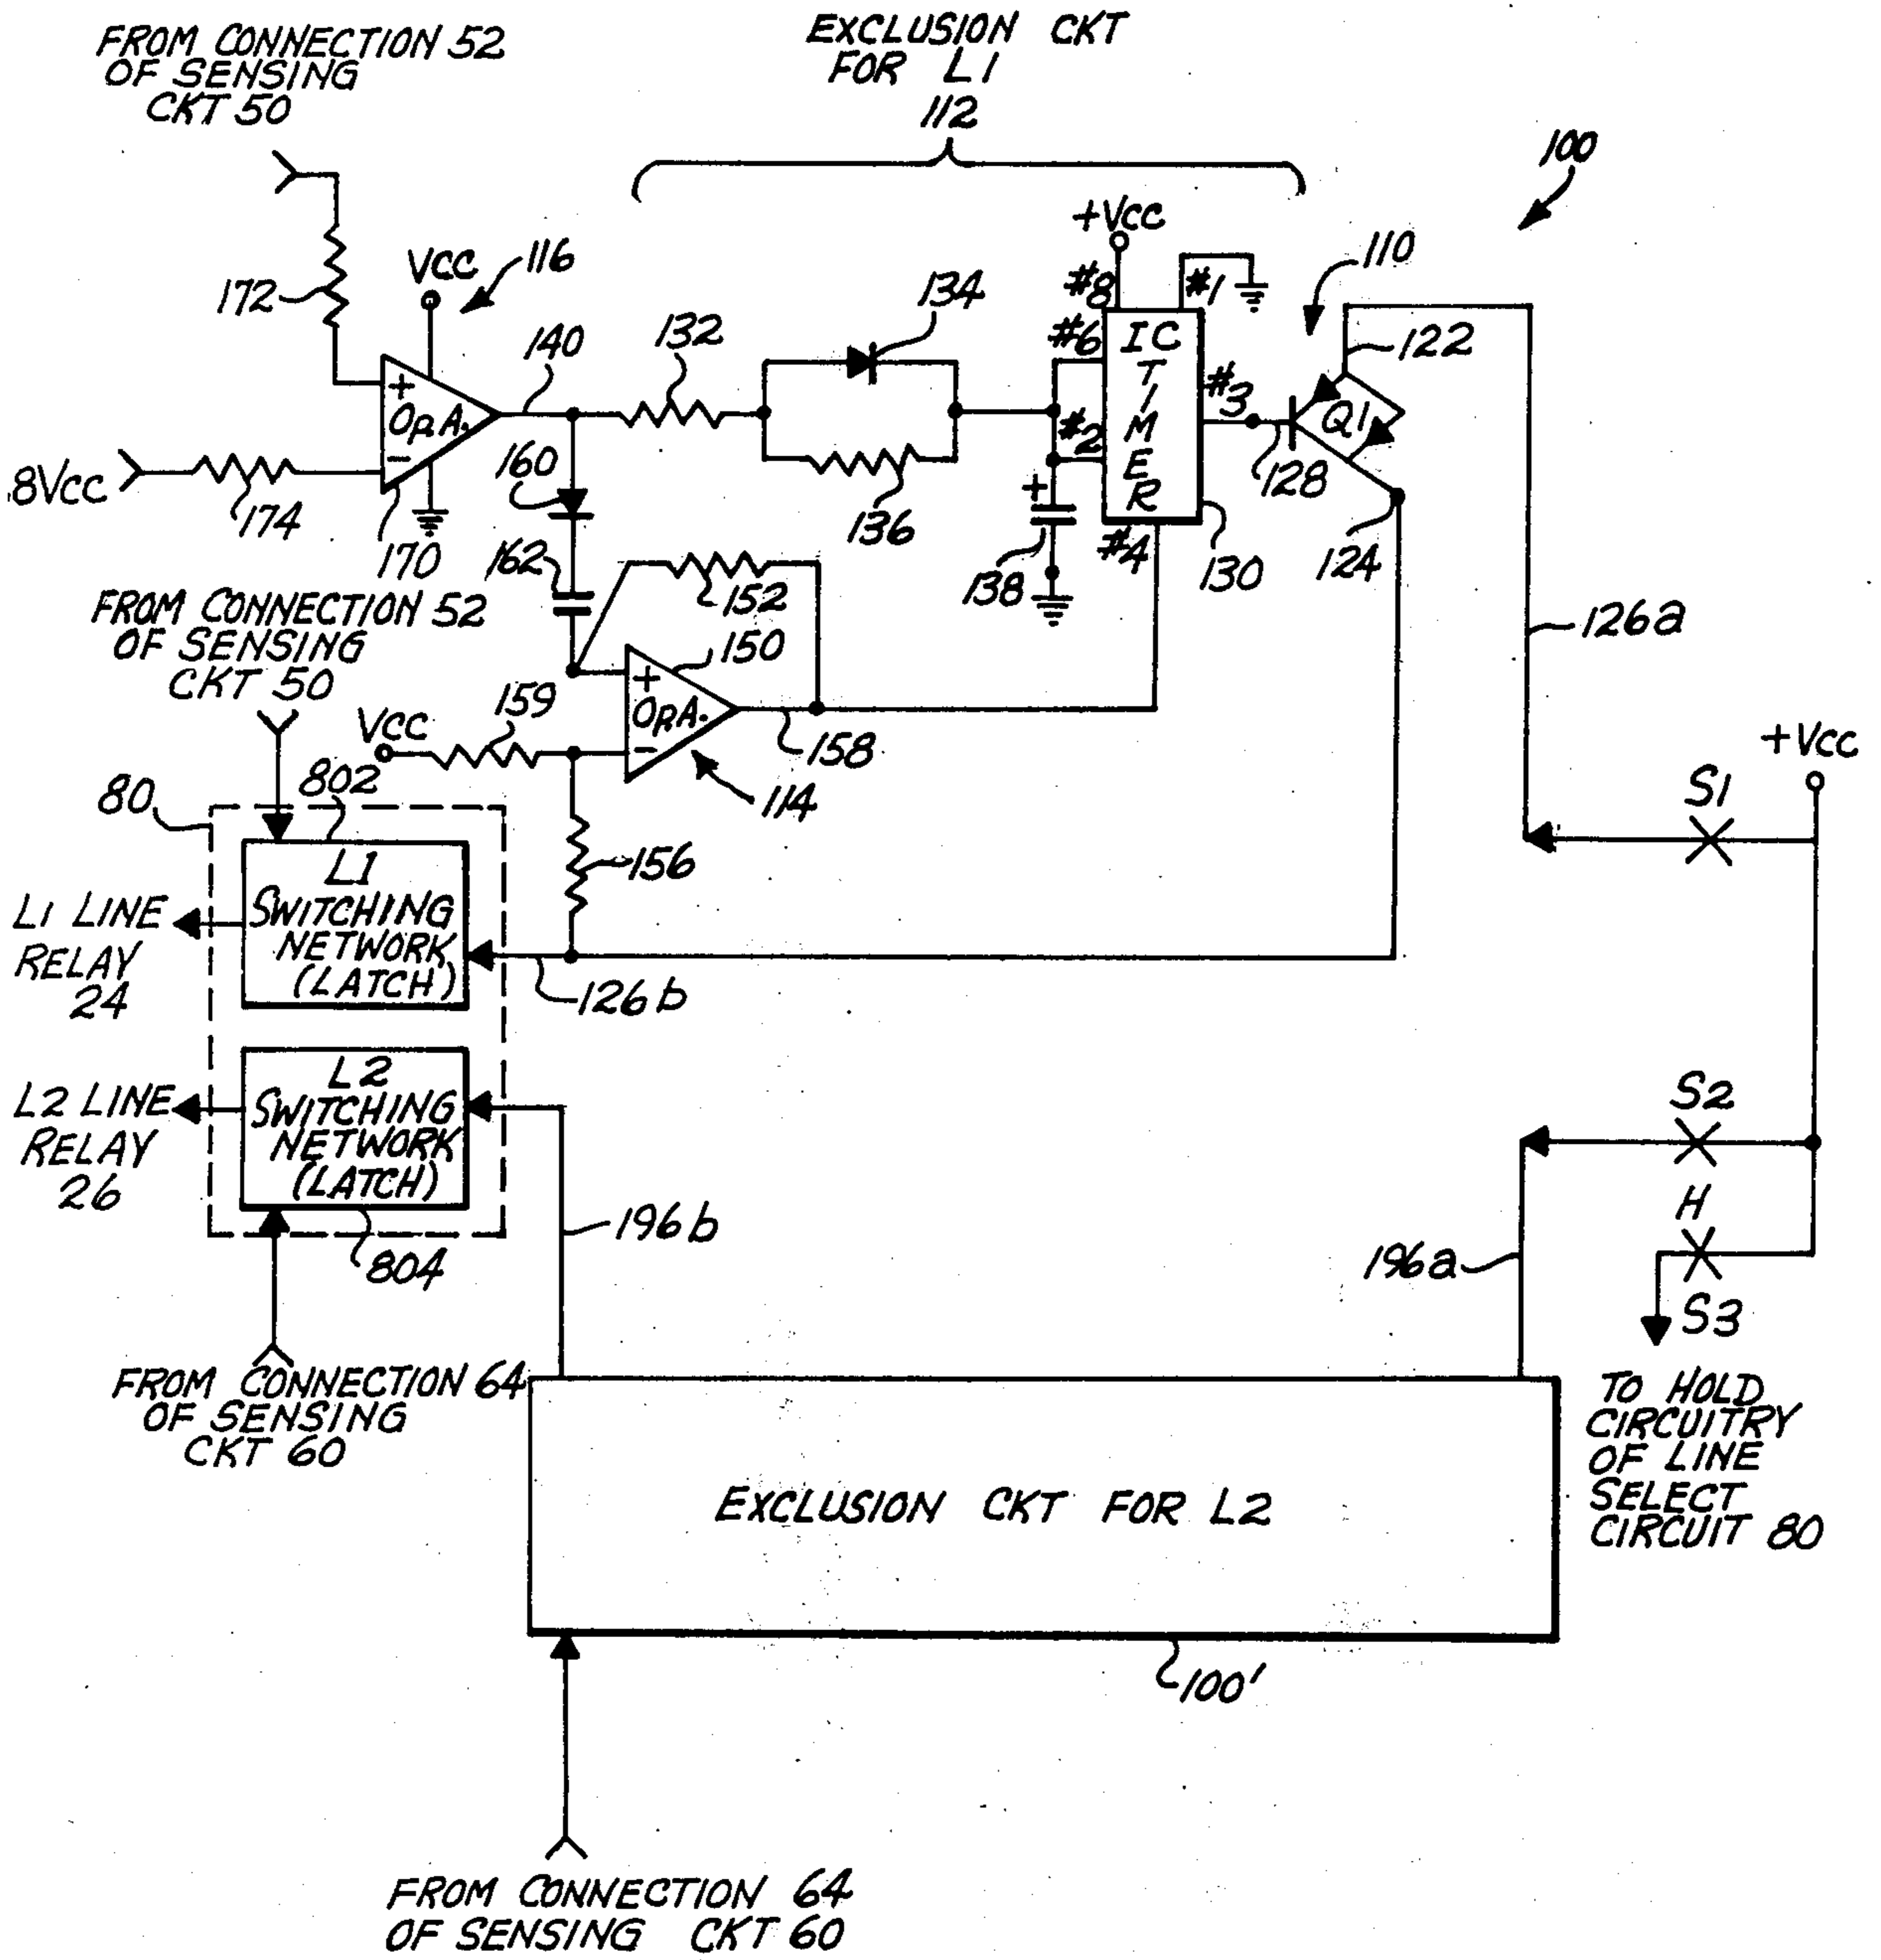 FROM CONNECTION 52
OF SENSING
CKT 50
EXCLUSION CKT
FOR L1
112
100
+VCC
VCC
116
110
#8
#1
172
134
140
132
#6
IC
TIMER
122
#3
+
OPA.
-
#2
Q1
160
128
.8VCC
174
170
136
+
138
#4
130
124
162
152
FROM CONNECTION 52
OF SENSING
CKT 50
126a
150
159
+
OPA.
-
VCC
158
+VCC
802
S1
80
114
L1
SWITCHING
NETWORK
(LATCH)
156
L1 LINE
RELAY
24
126b
L2
SWITCHING
NETWORK
(LATCH)
S2
L2 LINE
RELAY
26
H
196b
196a
804
S3
FROM CONNECTION 64
OF SENSING
CKT 60
TO HOLD
CIRCUITRY
OF LINE
SELECT
CIRCUIT 80
EXCLUSION CKT FOR L2
100'
FROM CONNECTION 64
OF SENSING CKT 60